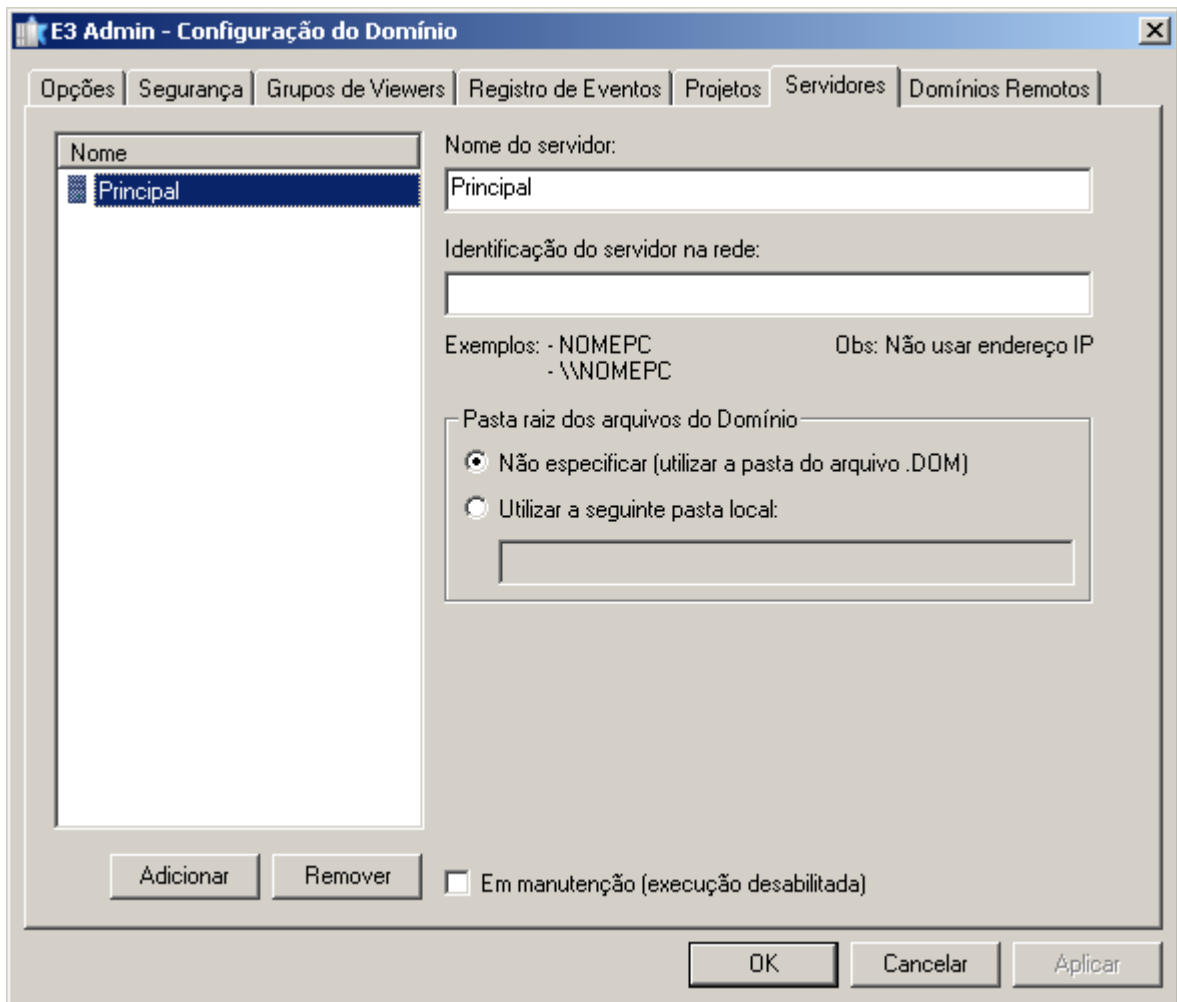 E3 Admin - Configuração do Domínio
Opções Segurança Grupos de Viewers Registro de Eventos Projetos Servidores Domínios Remotos
Nome
Principal
Nome do servidor:
Principal
Identificação do servidor na rede:
Exemplos: - NOMEPC Obs: Não usar endereço IP
- \\NOMEPC
Pasta raiz dos arquivos do Domínio
Não especificar (utilizar a pasta do arquivo .DOM)
Utilizar a seguinte pasta local:
Adicionar Remover Em manutenção (execução desabilitada)
OK Cancelar Aplicar